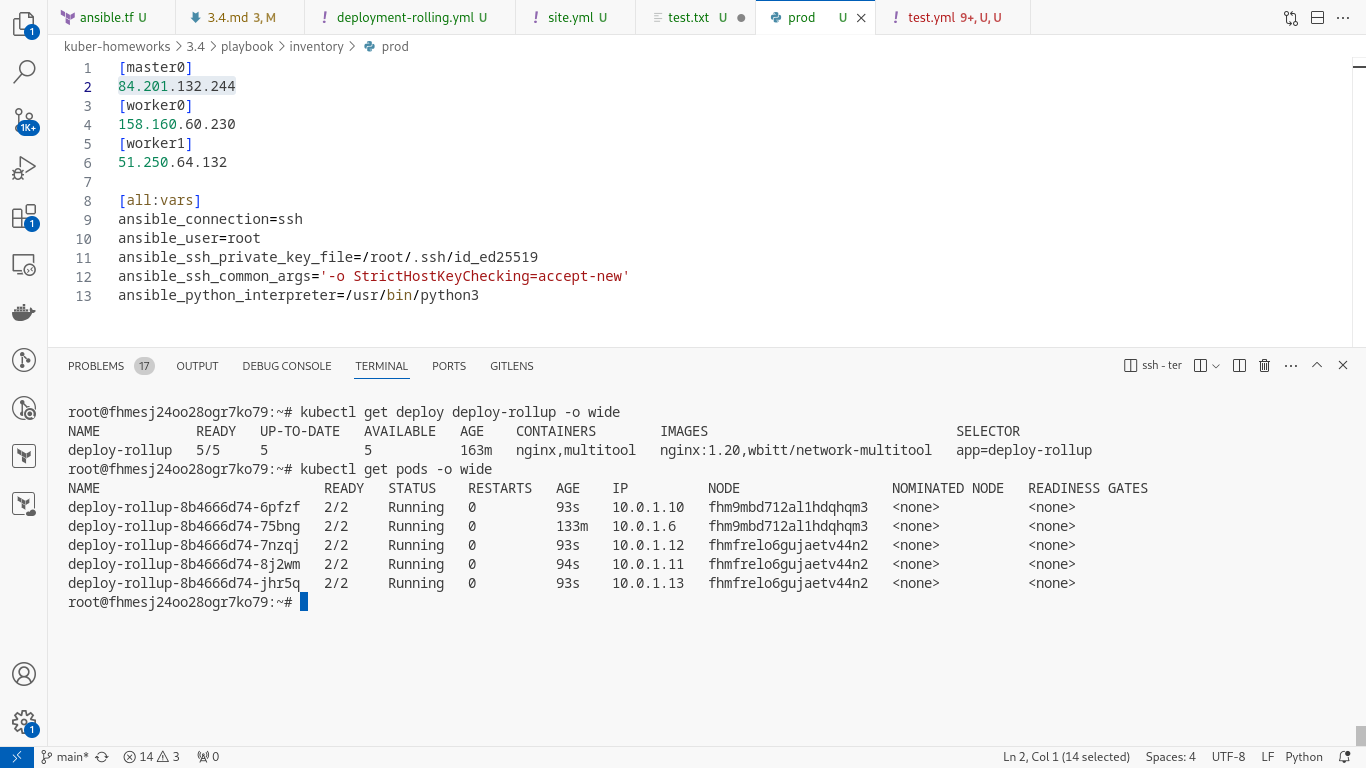 ansible.tf U 3.4.md 3, M deployment-rolling.yml U site.yml U test.txt U prod U test.yml 9+, U, U
kuber-homeworks 3.4 playbook inventory prod
1 [master0]
2 84.201.132.244
3 [worker0]
4 158.160.60.230
5 [worker1]
6 51.250.64.132
7
8 [all:vars]
9 ansible_connection=ssh
10 ansible_user=root
11 ansible_ssh_private_key_file=/root/.ssh/id_ed25519
12 ansible_ssh_common_args='-o StrictHostKeyChecking=accept-new'
13 ansible_python_interpreter=/usr/bin/python3
1
1K+
1
1
PROBLEMS 17 OUTPUT DEBUG CONSOLE TERMINAL PORTS GITLENS ssh - ter
root@fhmesj24oo28ogr7ko79:~# kubectl get deploy deploy-rollup -o wide
NAME READY UP-TO-DATE AVAILABLE AGE CONTAINERS IMAGES SELECTOR
deploy-rollup 5/5 5 5 163m nginx,multitool nginx:1.20,wbitt/network-multitool app=deploy-rollup
root@fhmesj24oo28ogr7ko79:~# kubectl get pods -o wide
NAME READY STATUS RESTARTS AGE IP NODE NOMINATED NODE READINESS GATES
deploy-rollup-8b4666d74-6pfzf 2/2 Running 0 93s 10.0.1.10 fhm9mbd712al1hdqhqm3 <none> <none>
deploy-rollup-8b4666d74-75bng 2/2 Running 0 133m 10.0.1.6 fhm9mbd712al1hdqhqm3 <none> <none>
deploy-rollup-8b4666d74-7nzqj 2/2 Running 0 93s 10.0.1.12 fhmfrelo6gujaetv44n2 <none> <none>
deploy-rollup-8b4666d74-8j2wm 2/2 Running 0 94s 10.0.1.11 fhmfrelo6gujaetv44n2 <none> <none>
deploy-rollup-8b4666d74-jhr5q 2/2 Running 0 93s 10.0.1.13 fhmfrelo6gujaetv44n2 <none> <none>
root@fhmesj24oo28ogr7ko79:~#
main* 14 3 0 Ln 2, Col 1 (14 selected) Spaces: 4 UTF-8 LF Python